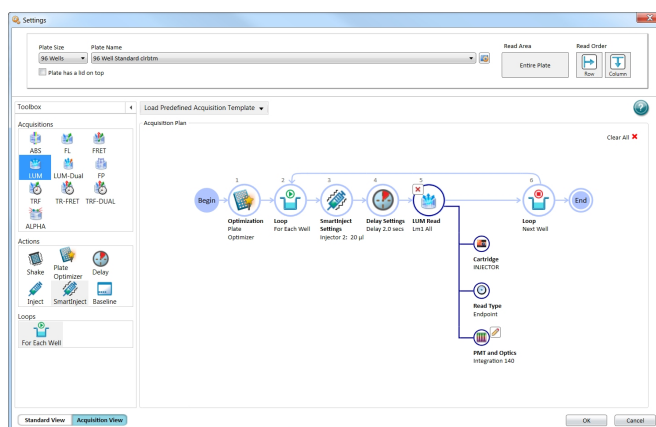 Settings
Plate Size
Plate Name
Read Area
Read Order
96 Wells
96 Well Standard clrbtm
Entire Plate
Row
Column
Plate has a lid on top
Toolbox
Load Predefined Acquisition Template
Acquisitions
Acquisition Plan
Clear All
ABS
FL
FRET
LUM
LUM-Dual
FP
TRF
TR-FRET
TRF-DUAL
ALPHA
Actions
Shake
Plate
Optimizer
Delay
Inject
SmartInject
Baseline
Loops
For Each Well
1
2
3
4
5
6
Begin
End
Optimization
Plate
Optimizer
Loop
For Each Well
SmartInject
Settings
Injector 2: 20 µl
Delay Settings
Delay 2.0 secs
LUM Read
Lm1 All
Loop
Next Well
Cartridge
INJECTOR
Read Type
Endpoint
PMT and Optics
Integration 140
Standard View
Acquisition View
OK
Cancel